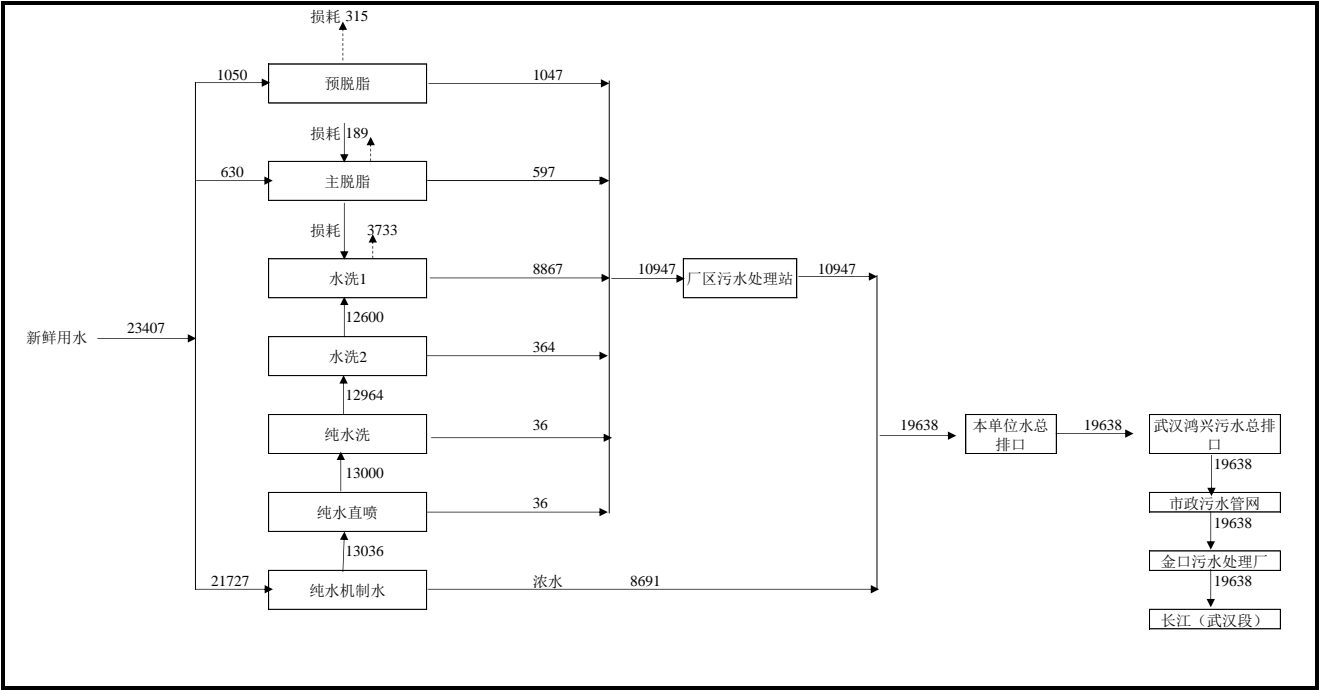 损耗 315
1050
预脱脂
1047
损耗 189
630
主脱脂
597
损耗 3733
水洗1
8867
10947
厂区污水处理站
10947
12600
新鲜用水
23407
水洗2
364
12964
纯水洗
36
19638
本单位水总
排口
19638
武汉鸿兴污水总排
口
13000
19638
纯水直喷
36
市政污水管网
19638
13036
金口污水处理厂
21727
纯水机制水
浓水
8691
19638
长江（武汉段）